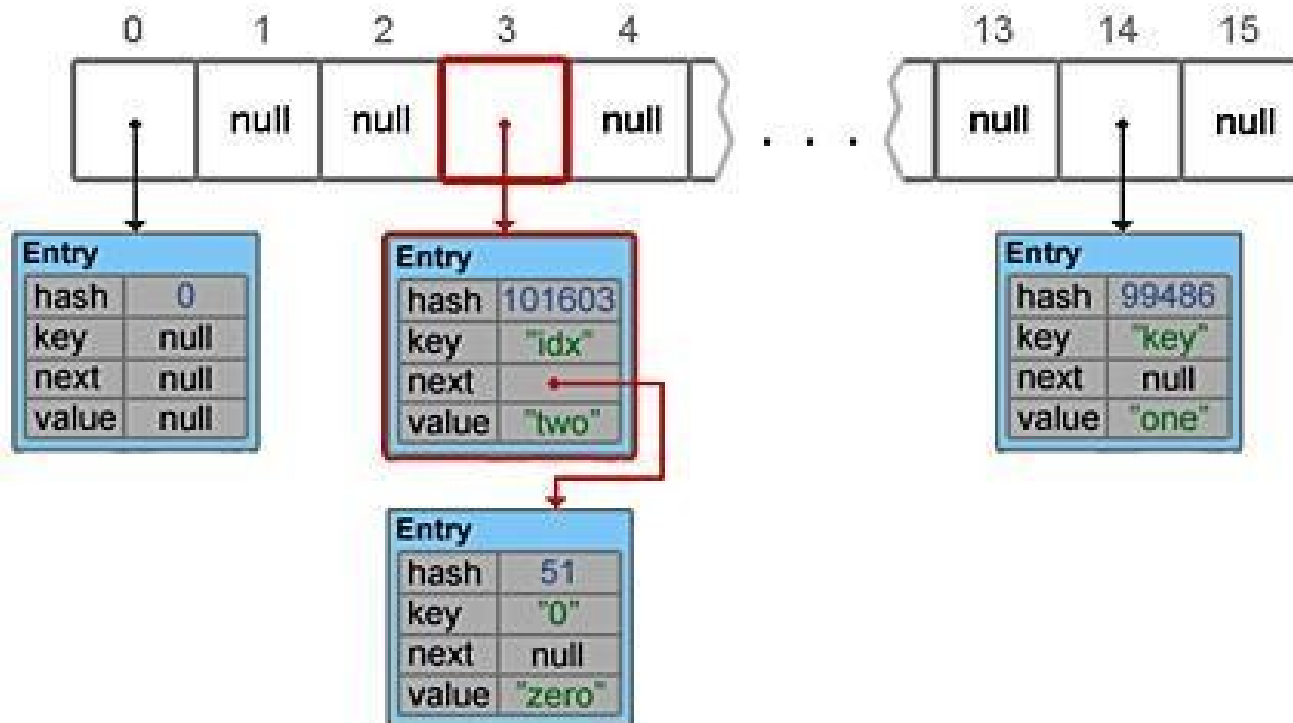 0 1 2 3 4 13 14 15
null null null . . . null null
Entry
hash 0
key null
next null
value null
Entry
hash 101603
key "idx"
next
value "two"
Entry
hash 99486
key "key"
next null
value "one"
Entry
hash 51
key "0"
next null
value "zero"